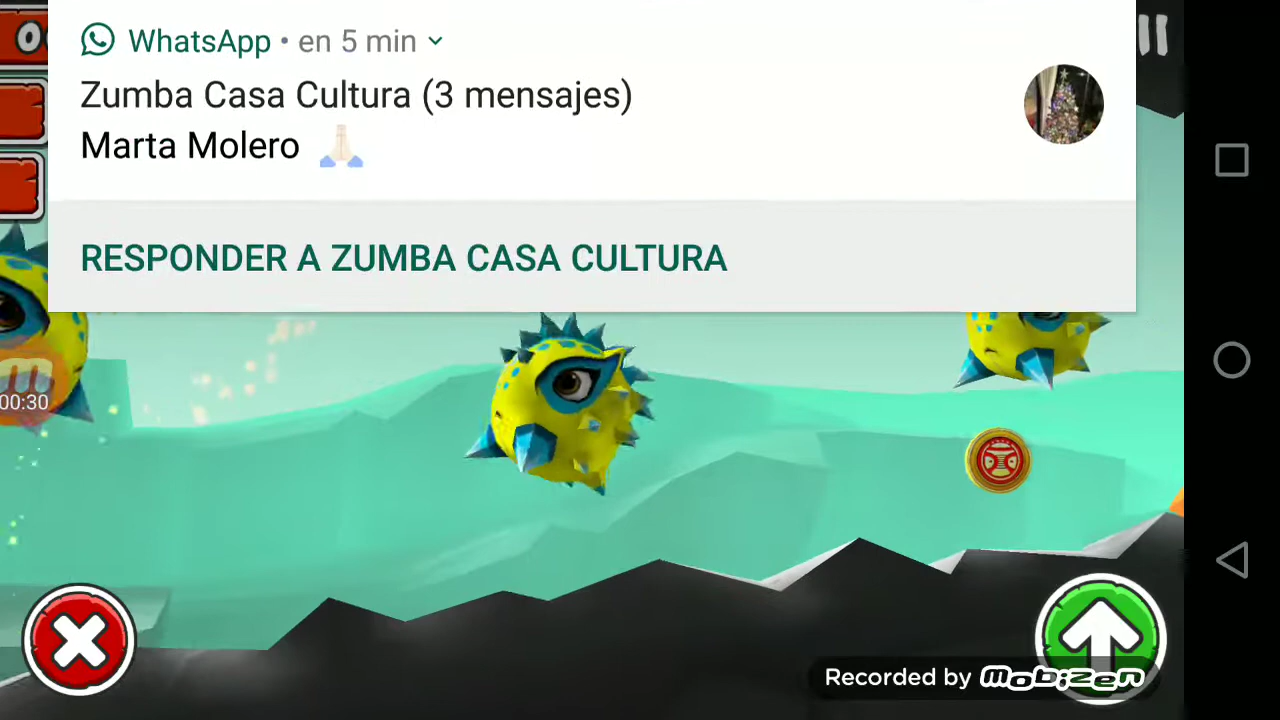 WhatsApp • en 5 min
Zumba Casa Cultura (3 mensajes)
Marta Molero 🙏🏻
RESPONDER A ZUMBA CASA CULTURA
00:30
Recorded by mobizen